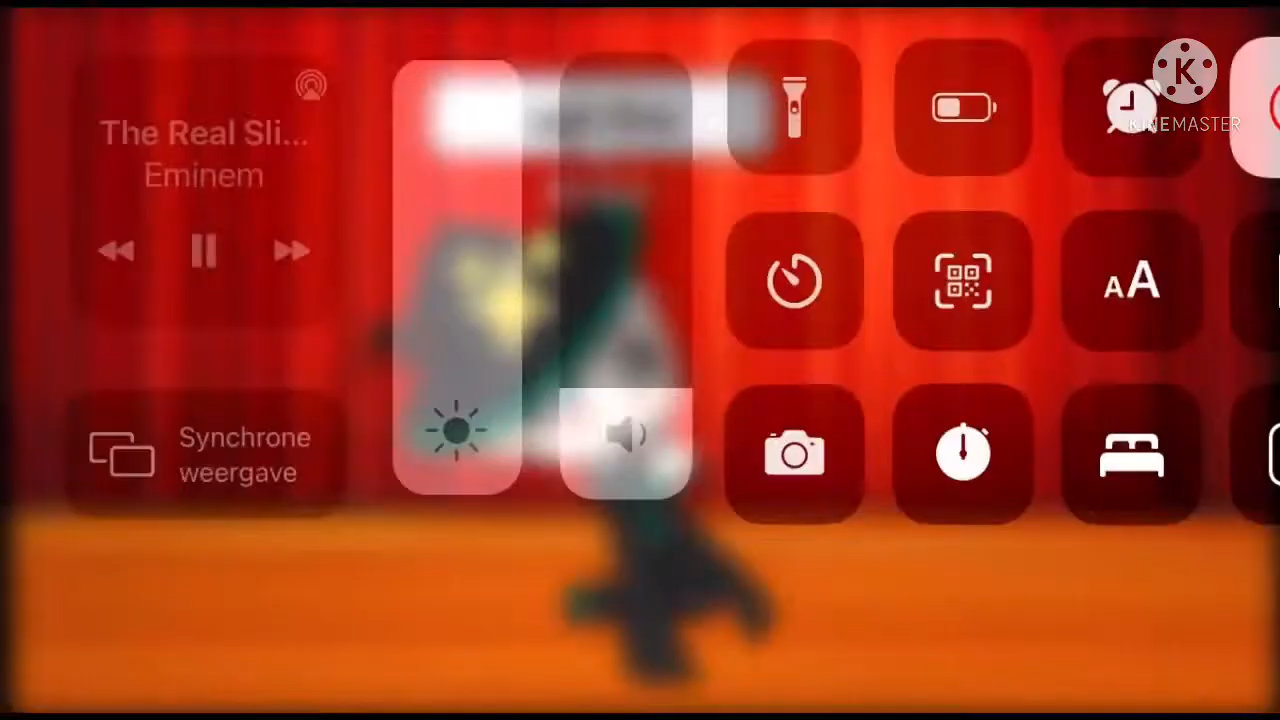 The Real Sli...
Eminem
Synchrone
weergave
AA
K
KINEMASTER